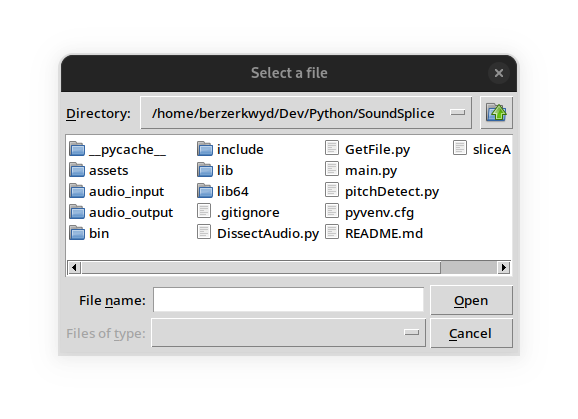 Select a file
Directory: /home/berzerkwyd/Dev/Python/SoundSplice
__pycache__ include GetFile.py sliceA
assets lib main.py
audio_input lib64 pitchDetect.py
audio_output .gitignore pyvenv.cfg
bin DissectAudio.py README.md
File name: Open
Files of type: Cancel